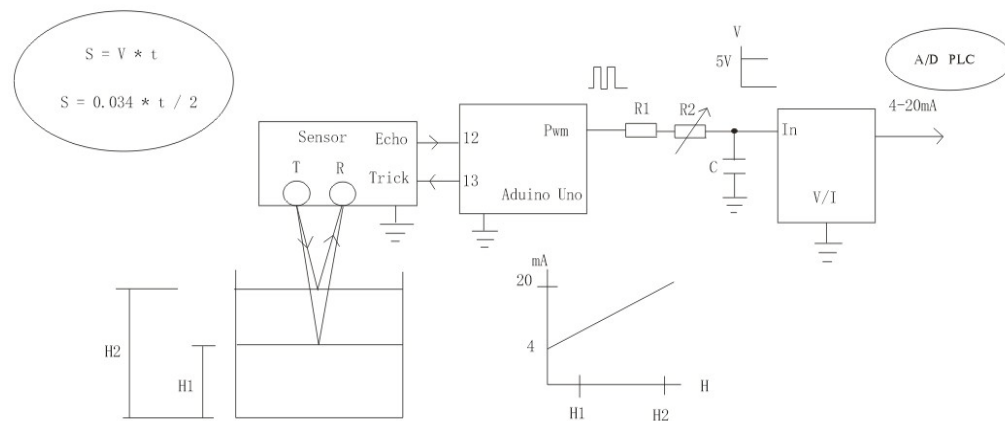 S = V * t
S = 0.034 * t / 2
Sensor
T
R
Echo
Trick
12
13
Pwm
Aduino Uno
R1
R2
C
V
5V
In
V/I
4-20mA
A/D PLC
H2
H1
mA
20
4
H
H1
H2